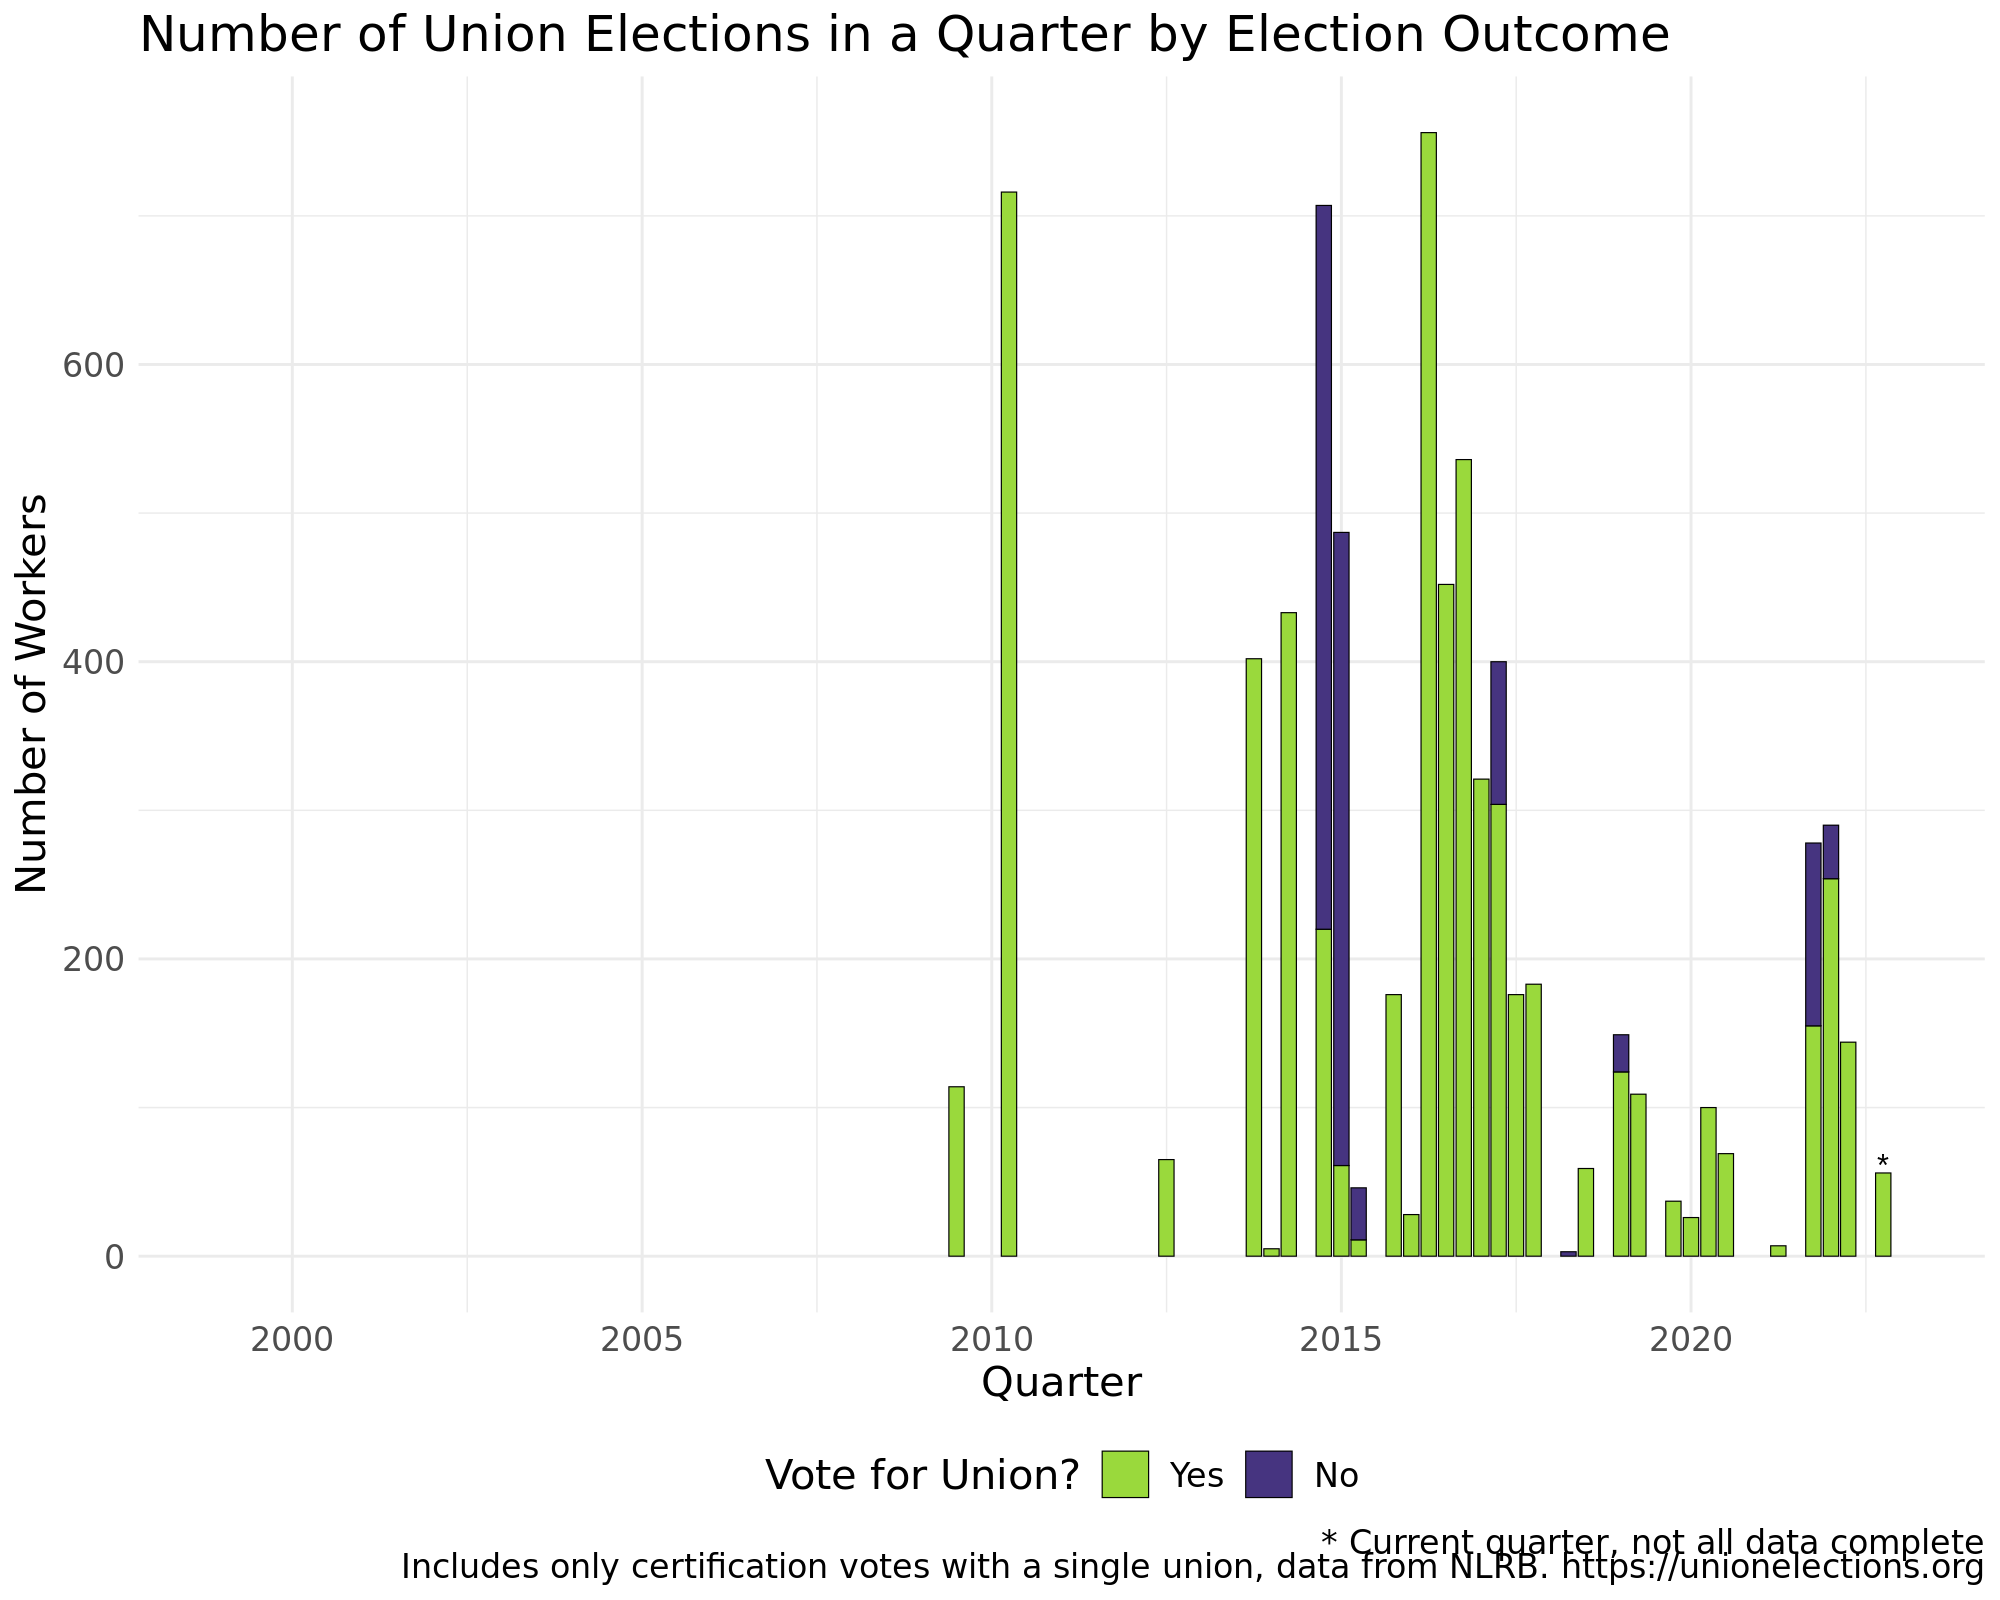 Number of Union Elections in a Quarter by Election Outcome
Number of Workers
600
400
200
0
*
2000 2005 2010 2015 2020
Quarter
Vote for Union? Yes No
* Current quarter, not all data complete
Includes only certification votes with a single union, data from NLRB. https://unionelections.org